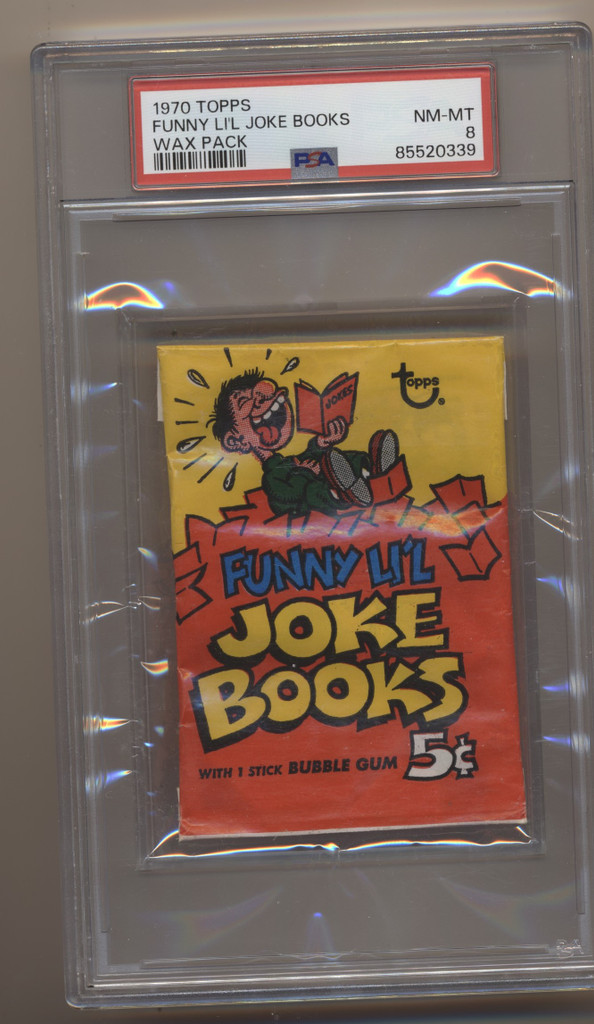 1970 TOPPS
FUNNY LI'L JOKE BOOKS
WAX PACK
NM-MT
8
85520339
PSA
JOKES
topps
FUNNY LI'L
JOKE
BOOKS
WITH 1 STICK BUBBLE GUM 5¢
PSA